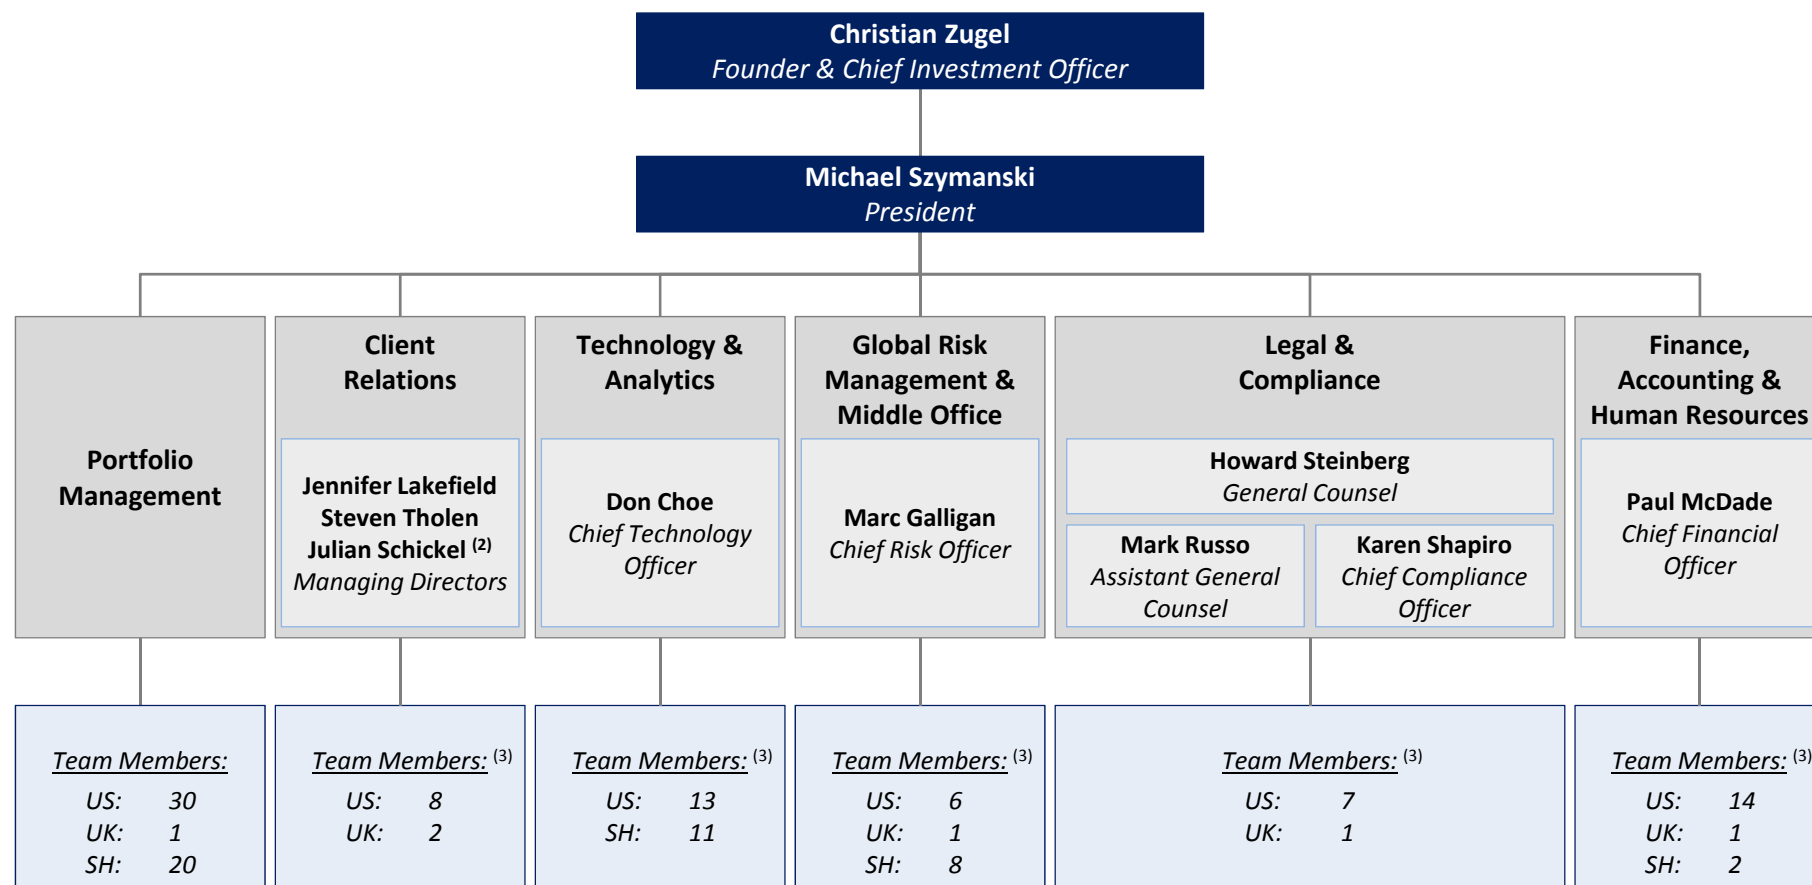 Christian Zugel
Founder & Chief Investment Officer
Michael Szymanski
President
Portfolio
Management
Client
Relations
Jennifer Lakefield
Steven Tholen
Julian Schickel (2)
Managing Directors
Technology &
Analytics
Don Choe
Chief Technology
Officer
Global Risk
Management &
Middle Office
Marc Galligan
Chief Risk Officer
Legal &
Compliance
Howard Steinberg
General Counsel
Mark Russo
Assistant General
Counsel
Karen Shapiro
Chief Compliance
Officer
Finance,
Accounting &
Human Resources
Paul McDade
Chief Financial
Officer
Team Members:
US: 30
UK: 1
SH: 20
Team Members: (3)
US: 8
UK: 2
Team Members: (3)
US: 13
SH: 11
Team Members: (3)
US: 6
UK: 1
SH: 8
Team Members: (3)
US: 7
UK: 1
Team Members: (3)
US: 14
UK: 1
SH: 2